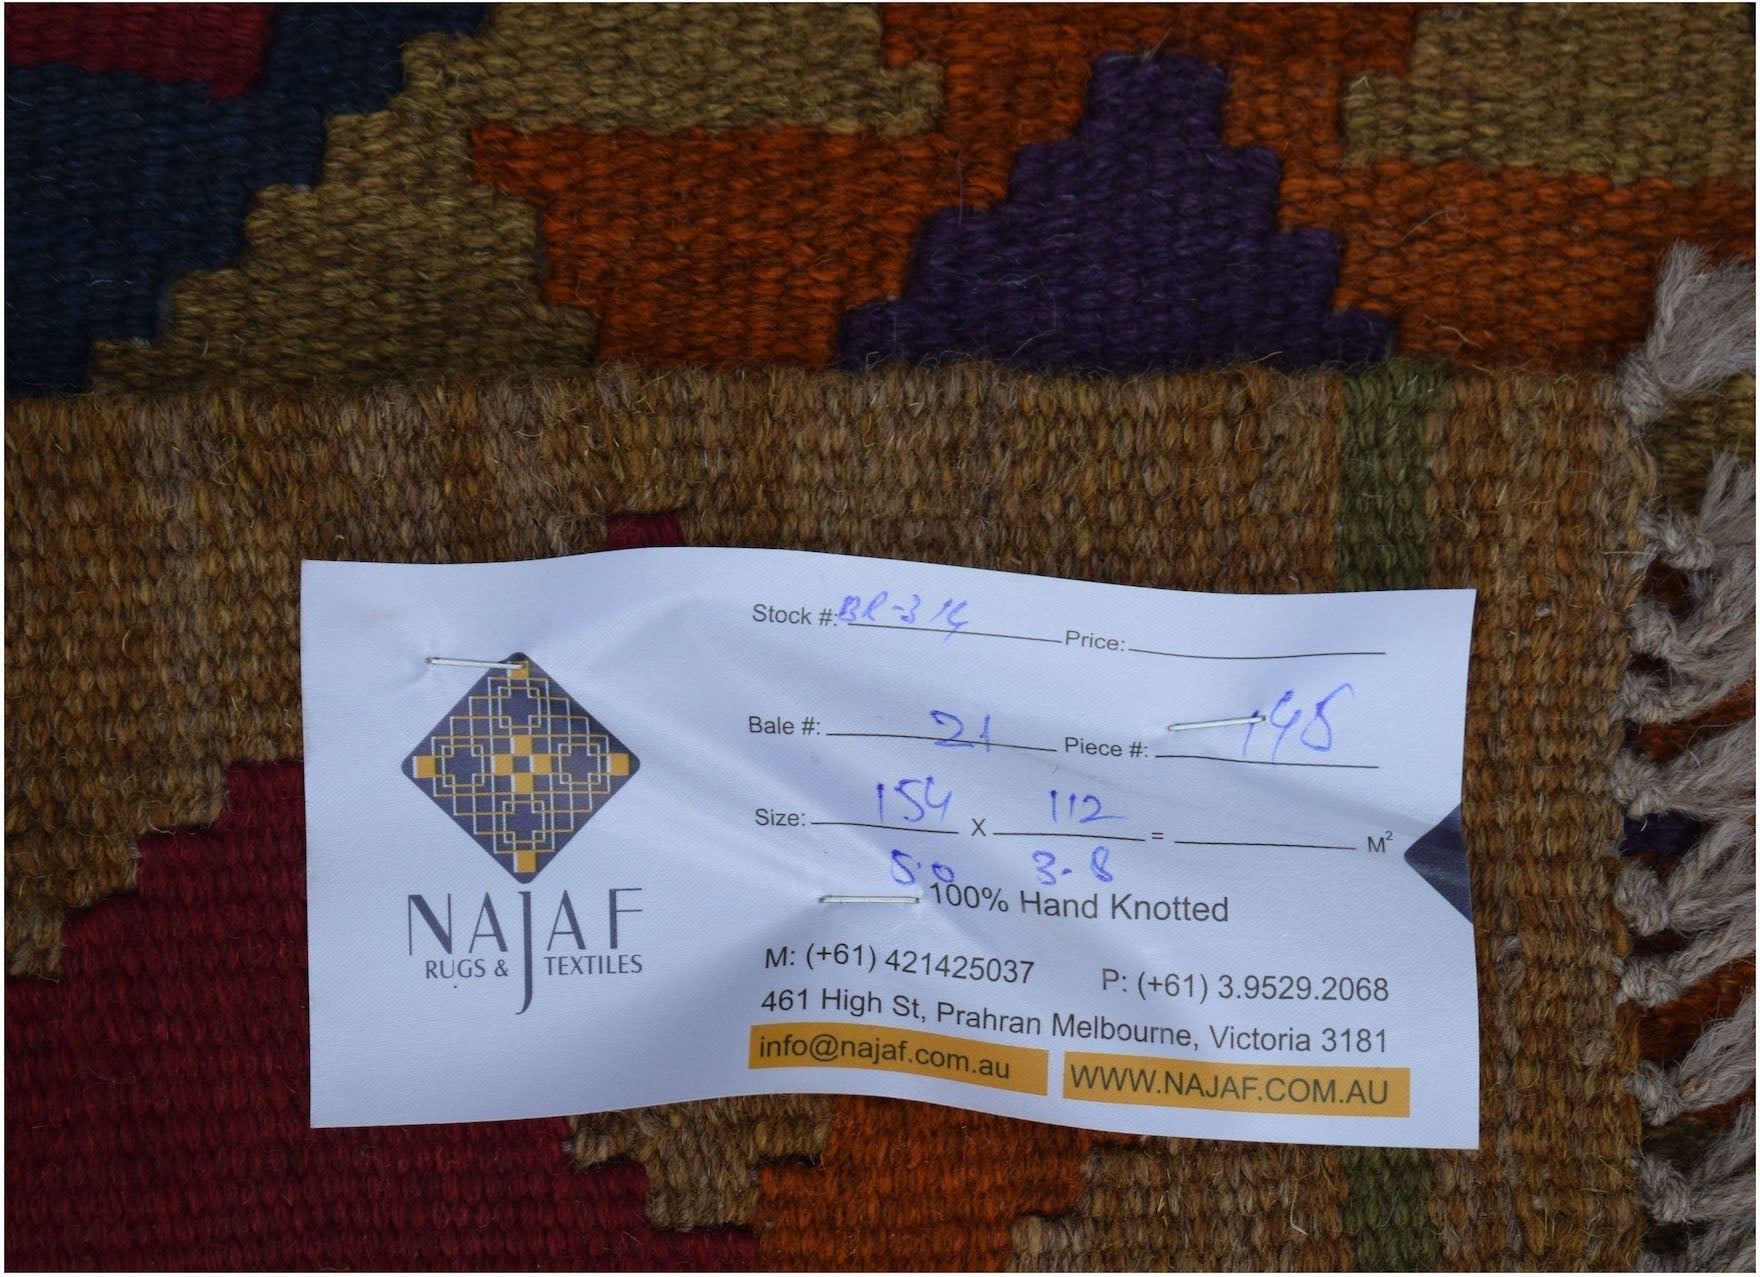 Stock #: BR-314 Price:
Bale #: 21 Piece #: 145
Size: 154 X 112 = M²
5.0 3.8
100% Hand Knotted
NAJAF
RUGS & TEXTILES
M: (+61) 421425037 P: (+61) 3.9529.2068
461 High St, Prahran Melbourne, Victoria 3181
info@najaf.com.au WWW.NAJAF.COM.AU